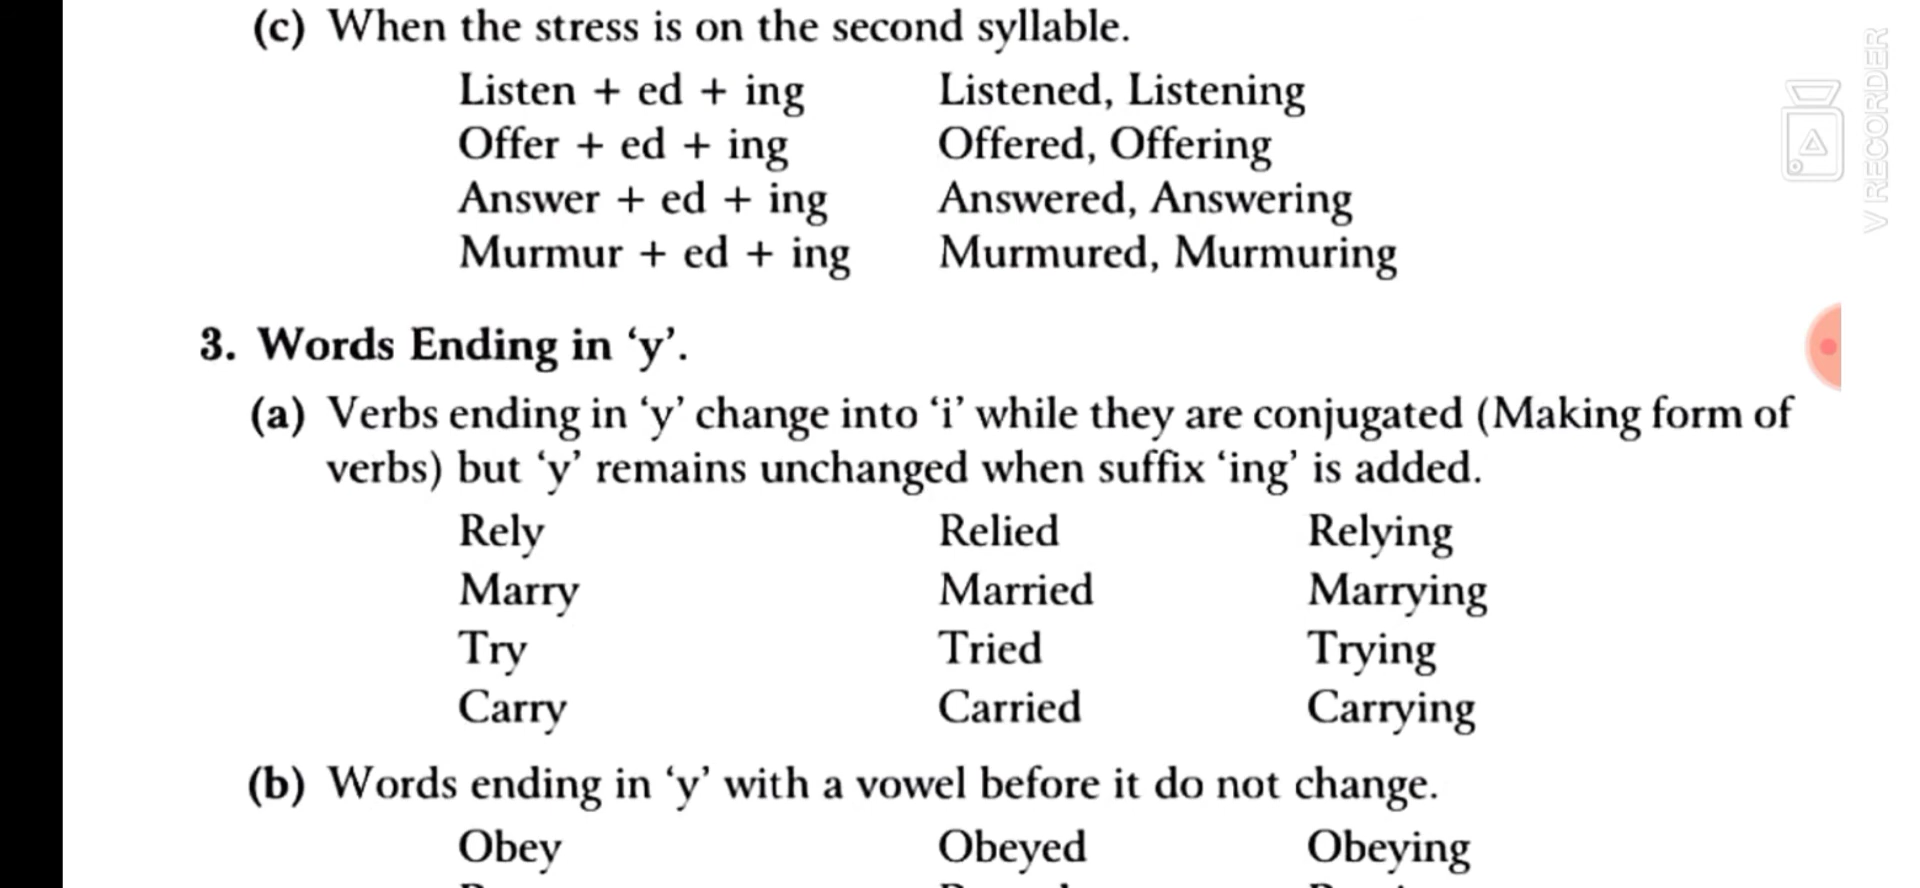 (c) When the stress is on the second syllable.
Listen + ed + ing Listened, Listening
Offer + ed + ing Offered, Offering
Answer + ed + ing Answered, Answering
Murmur + ed + ing Murmured, Murmuring
3. Words Ending in ‘y’.
(a) Verbs ending in ‘y’ change into ‘i’ while they are conjugated (Making form of
verbs) but ‘y’ remains unchanged when suffix ‘ing’ is added.
Rely Relied Relying
Marry Married Marrying
Try Tried Trying
Carry Carried Carrying
(b) Words ending in ‘y’ with a vowel before it do not change.
Obey Obeyed Obeying
V RECORDER